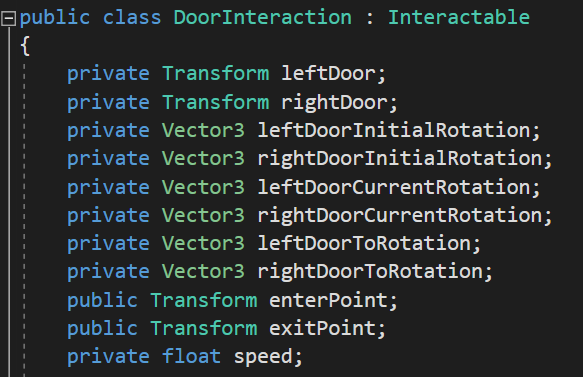 public class DoorInteraction : Interactable
{
private Transform leftDoor;
private Transform rightDoor;
private Vector3 leftDoorInitialRotation;
private Vector3 rightDoorInitialRotation;
private Vector3 leftDoorCurrentRotation;
private Vector3 rightDoorCurrentRotation;
private Vector3 leftDoorToRotation;
private Vector3 rightDoorToRotation;
public Transform enterPoint;
public Transform exitPoint;
private float speed;